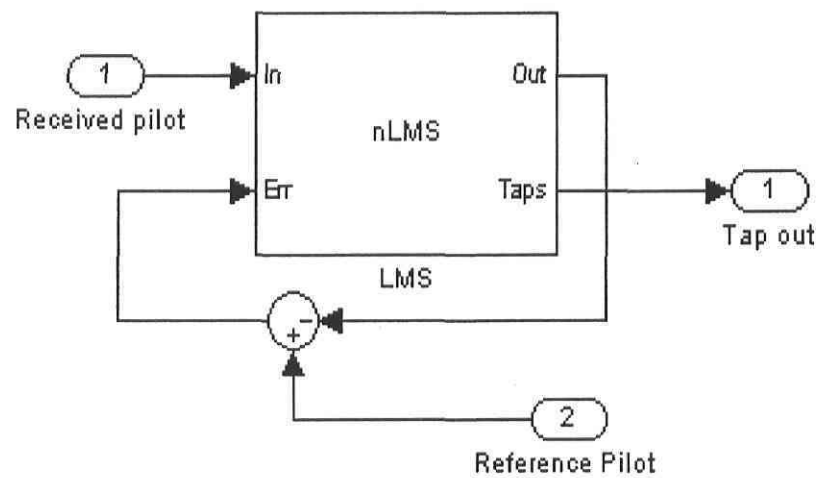 1
In
Out
Received pilot
nLMS
Err
Taps
1
Tap out
LMS
−
+
2
Reference Pilot